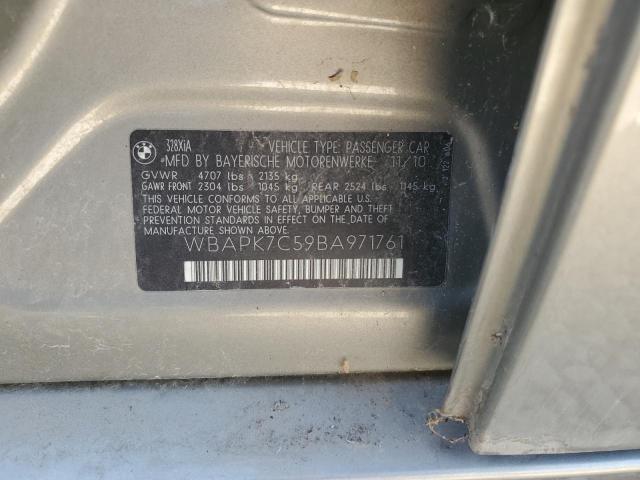 BMW
328XiA VEHICLE TYPE: PASSENGER CAR
MFD BY BAYERISCHE MOTORENWERKE 11/10
GVWR 4707 lbs 2135 kg
GAWR FRONT 2304 lbs 1045 kg REAR 2524 lbs 1145 kg
THIS VEHICLE CONFORMS TO ALL APPLICABLE U.S.
FEDERAL MOTOR VEHICLE SAFETY, BUMPER AND THEFT
PREVENTION STANDARDS IN EFFECT ON THE DATE OF
MANUFACTURE SHOWN ABOVE.
WBAPK7C59BA971761